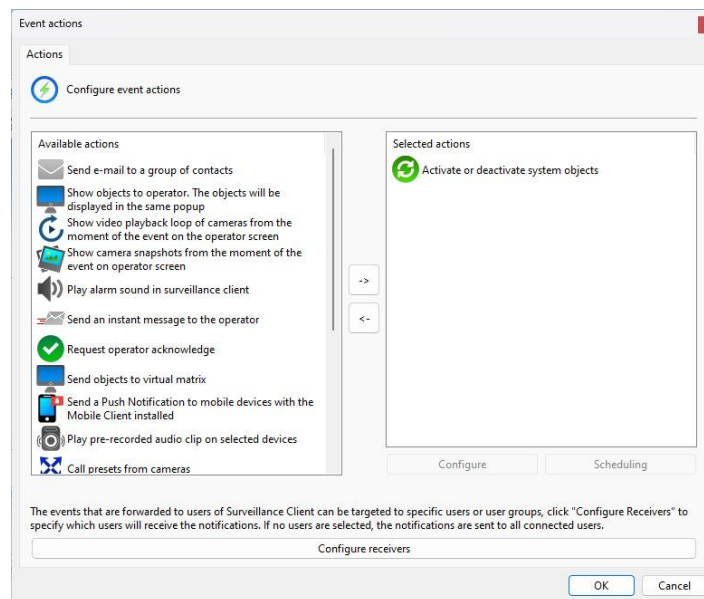 Event actions
Actions
Configure event actions
Available actions
Send e-mail to a group of contacts
Show objects to operator. The objects will be
displayed in the same popup
Show video playback loop of cameras from the
moment of the event on the operator screen
Show camera snapshots from the moment of the
event on operator screen
Play alarm sound in surveillance client
Send an instant message to the operator
Request operator acknowledge
Send objects to virtual matrix
Send a Push Notification to mobile devices with the
Mobile Client installed
Play pre-recorded audio clip on selected devices
Call presets from cameras
->
<-
Selected actions
Activate or deactivate system objects
Configure
Scheduling
The events that are forwarded to users of Surveillance Client can be targeted to specific users or user groups, click "Configure Receivers" to
specify which users will receive the notifications. If no users are selected, the notifications are sent to all connected users.
Configure receivers
OK
Cancel